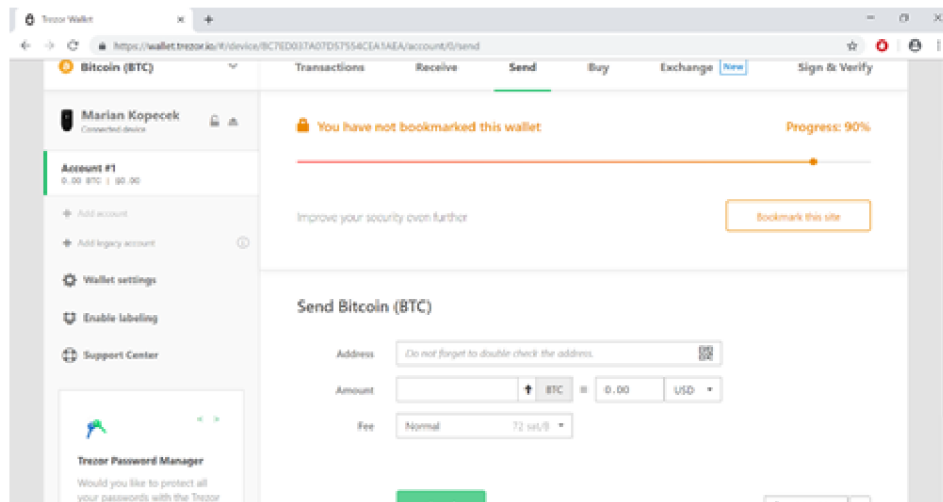 Trezor Wallet
https://wallet.trezor.io/#/device/8C7ED037A07D57554CEA1AEA/account/0/send
Bitcoin (BTC)
Transactions Receive Send Buy Exchange New Sign & Verify
Marian Kopecek
Connected device
You have not bookmarked this wallet
Progress: 90%
Account #1
0.00 BTC | $0.00
Add account
Improve your security even further
Bookmark this site
Add legacy account
Wallet settings
Enable labeling
Support Center
Send Bitcoin (BTC)
Address Do not forget to double check the address.
Amount BTC = 0.00 USD
Fee Normal 72 sat/B
Trezor Password Manager
Would you like to protect all
your passwords with the Trezor